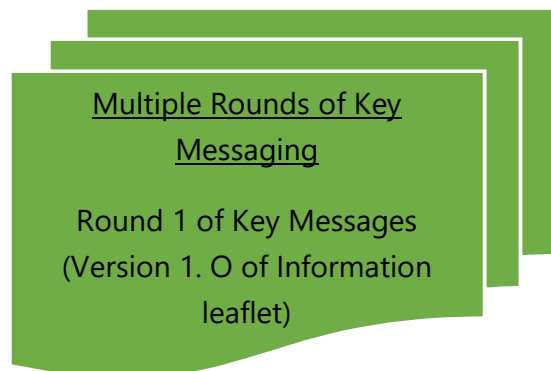 Multiple Rounds of Key
Messaging
Round 1 of Key Messages
(Version 1. O of Information
leaflet)